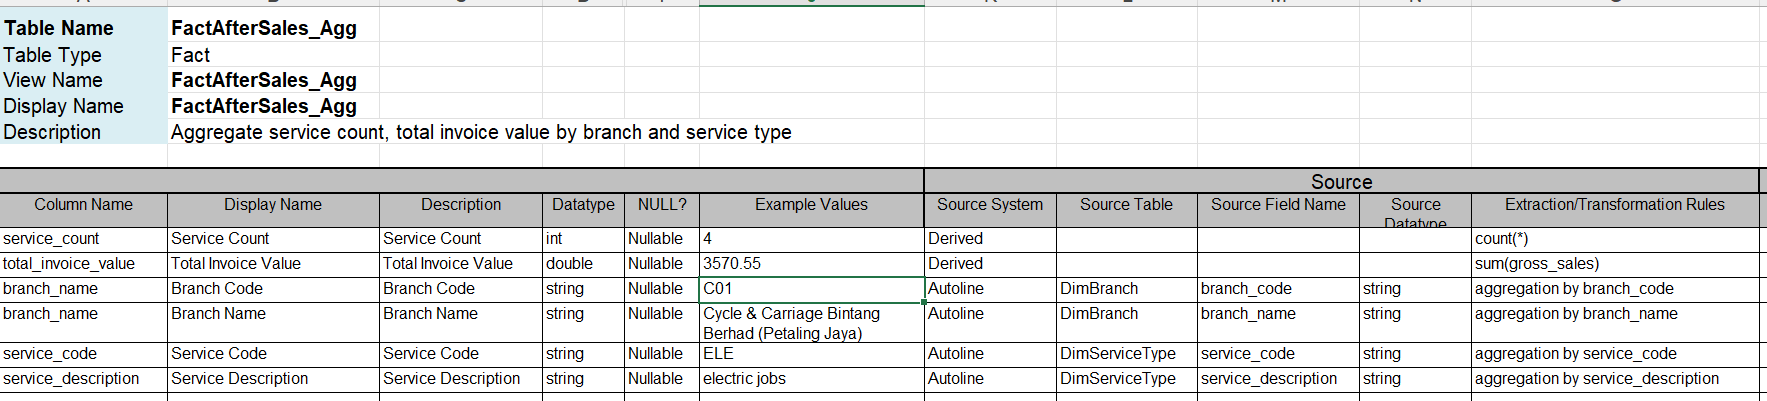 Table Name FactAfterSales_Agg
Table Type Fact
View Name FactAfterSales_Agg
Display Name FactAfterSales_Agg
Description Aggregate service count, total invoice value by branch and service type
Source
Column Name Display Name Description Datatype NULL? Example Values Source System Source Table Source Field Name Source Datatype Extraction/Transformation Rules
service_count Service Count Service Count int Nullable 4 Derived count(*)
total_invoice_value Total Invoice Value Total Invoice Value double Nullable 3570.55 Derived sum(gross_sales)
branch_name Branch Code Branch Code string Nullable C01 Autoline DimBranch branch_code string aggregation by branch_code
branch_name Branch Name Branch Name string Nullable Cycle & Carriage Bintang Autoline DimBranch branch_name string aggregation by branch_name
Berhad (Petaling Jaya)
service_code Service Code Service Code string Nullable ELE Autoline DimServiceType service_code string aggregation by service_code
service_description Service Description Service Description string Nullable electric jobs Autoline DimServiceType service_description string aggregation by service_description